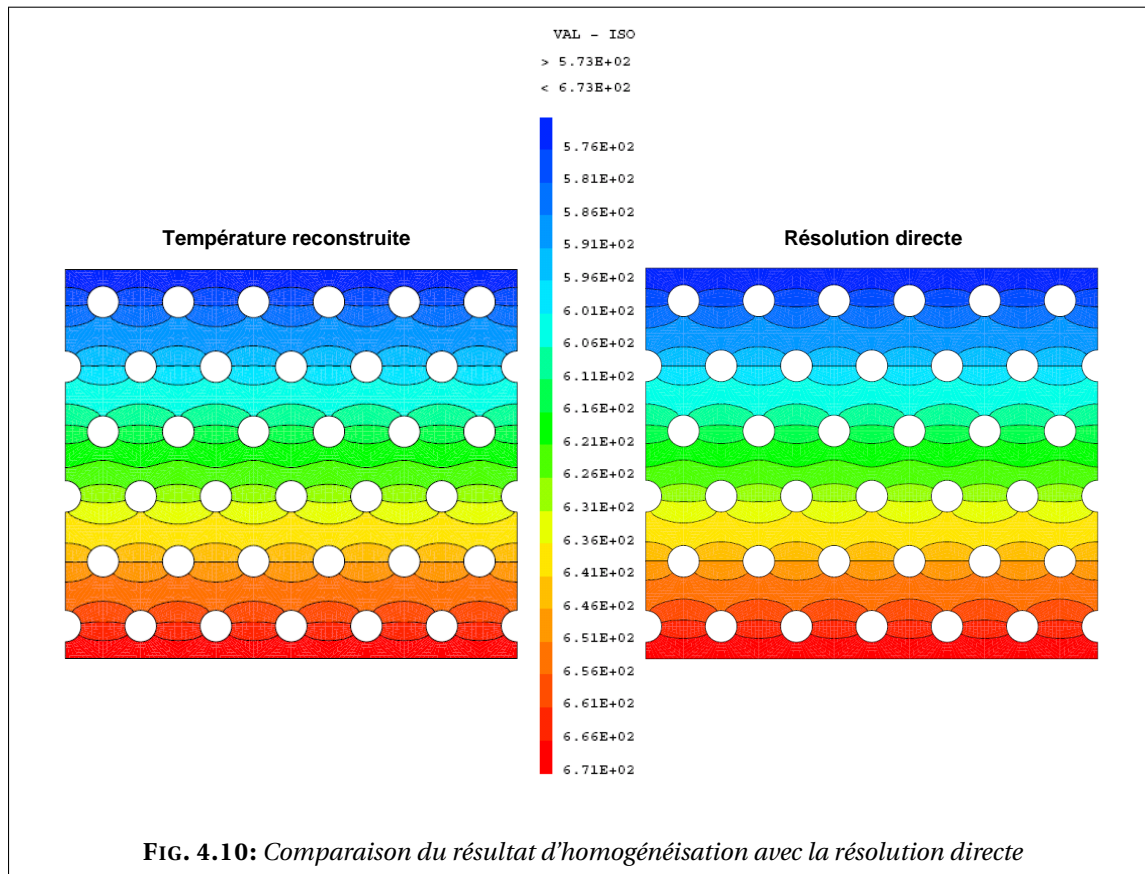 VAL - ISO
> 5.73E+02
< 6.73E+02
5.76E+02
5.81E+02
5.86E+02
5.91E+02
5.96E+02
6.01E+02
6.06E+02
6.11E+02
6.16E+02
6.21E+02
6.26E+02
6.31E+02
6.36E+02
6.41E+02
6.46E+02
6.51E+02
6.56E+02
6.61E+02
6.66E+02
6.71E+02
Température reconstruite
Résolution directe
FIG. 4.10: Comparaison du résultat d'homogénéisation avec la résolution directe